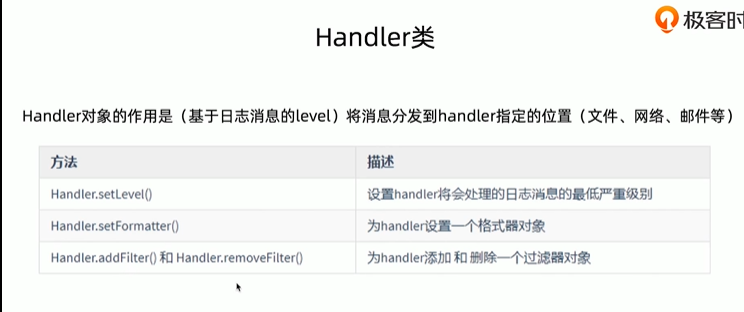 极客时
Handler类
Handler对象的作用是（基于日志消息的level）将消息分发到handler指定的位置（文件、网络、邮件等）
方法 描述
Handler.setLevel() 设置handler将会处理的日志消息的最低严重级别
Handler.setFormatter() 为handler设置一个格式器对象
Handler.addFilter() 和 Handler.removeFilter() 为handler添加 和 删除一个过滤器对象